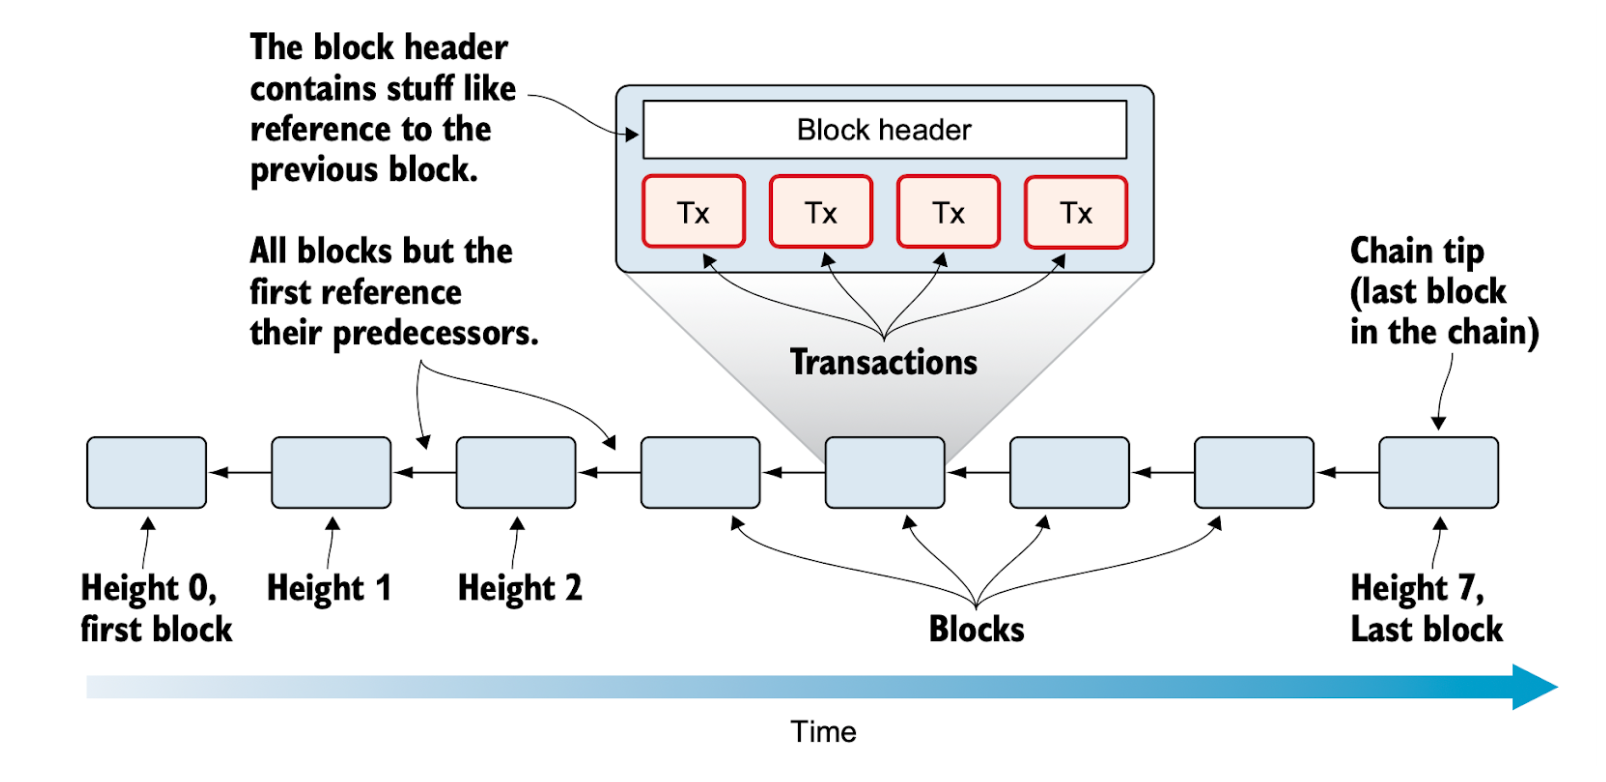 The block header
contains stuff like
reference to the
previous block.
Block header
Tx Tx Tx Tx
All blocks but the
first reference
their predecessors.
Transactions
Chain tip
(last block
in the chain)
Height 0,
first block
Height 1
Height 2
Blocks
Height 7,
Last block
Time